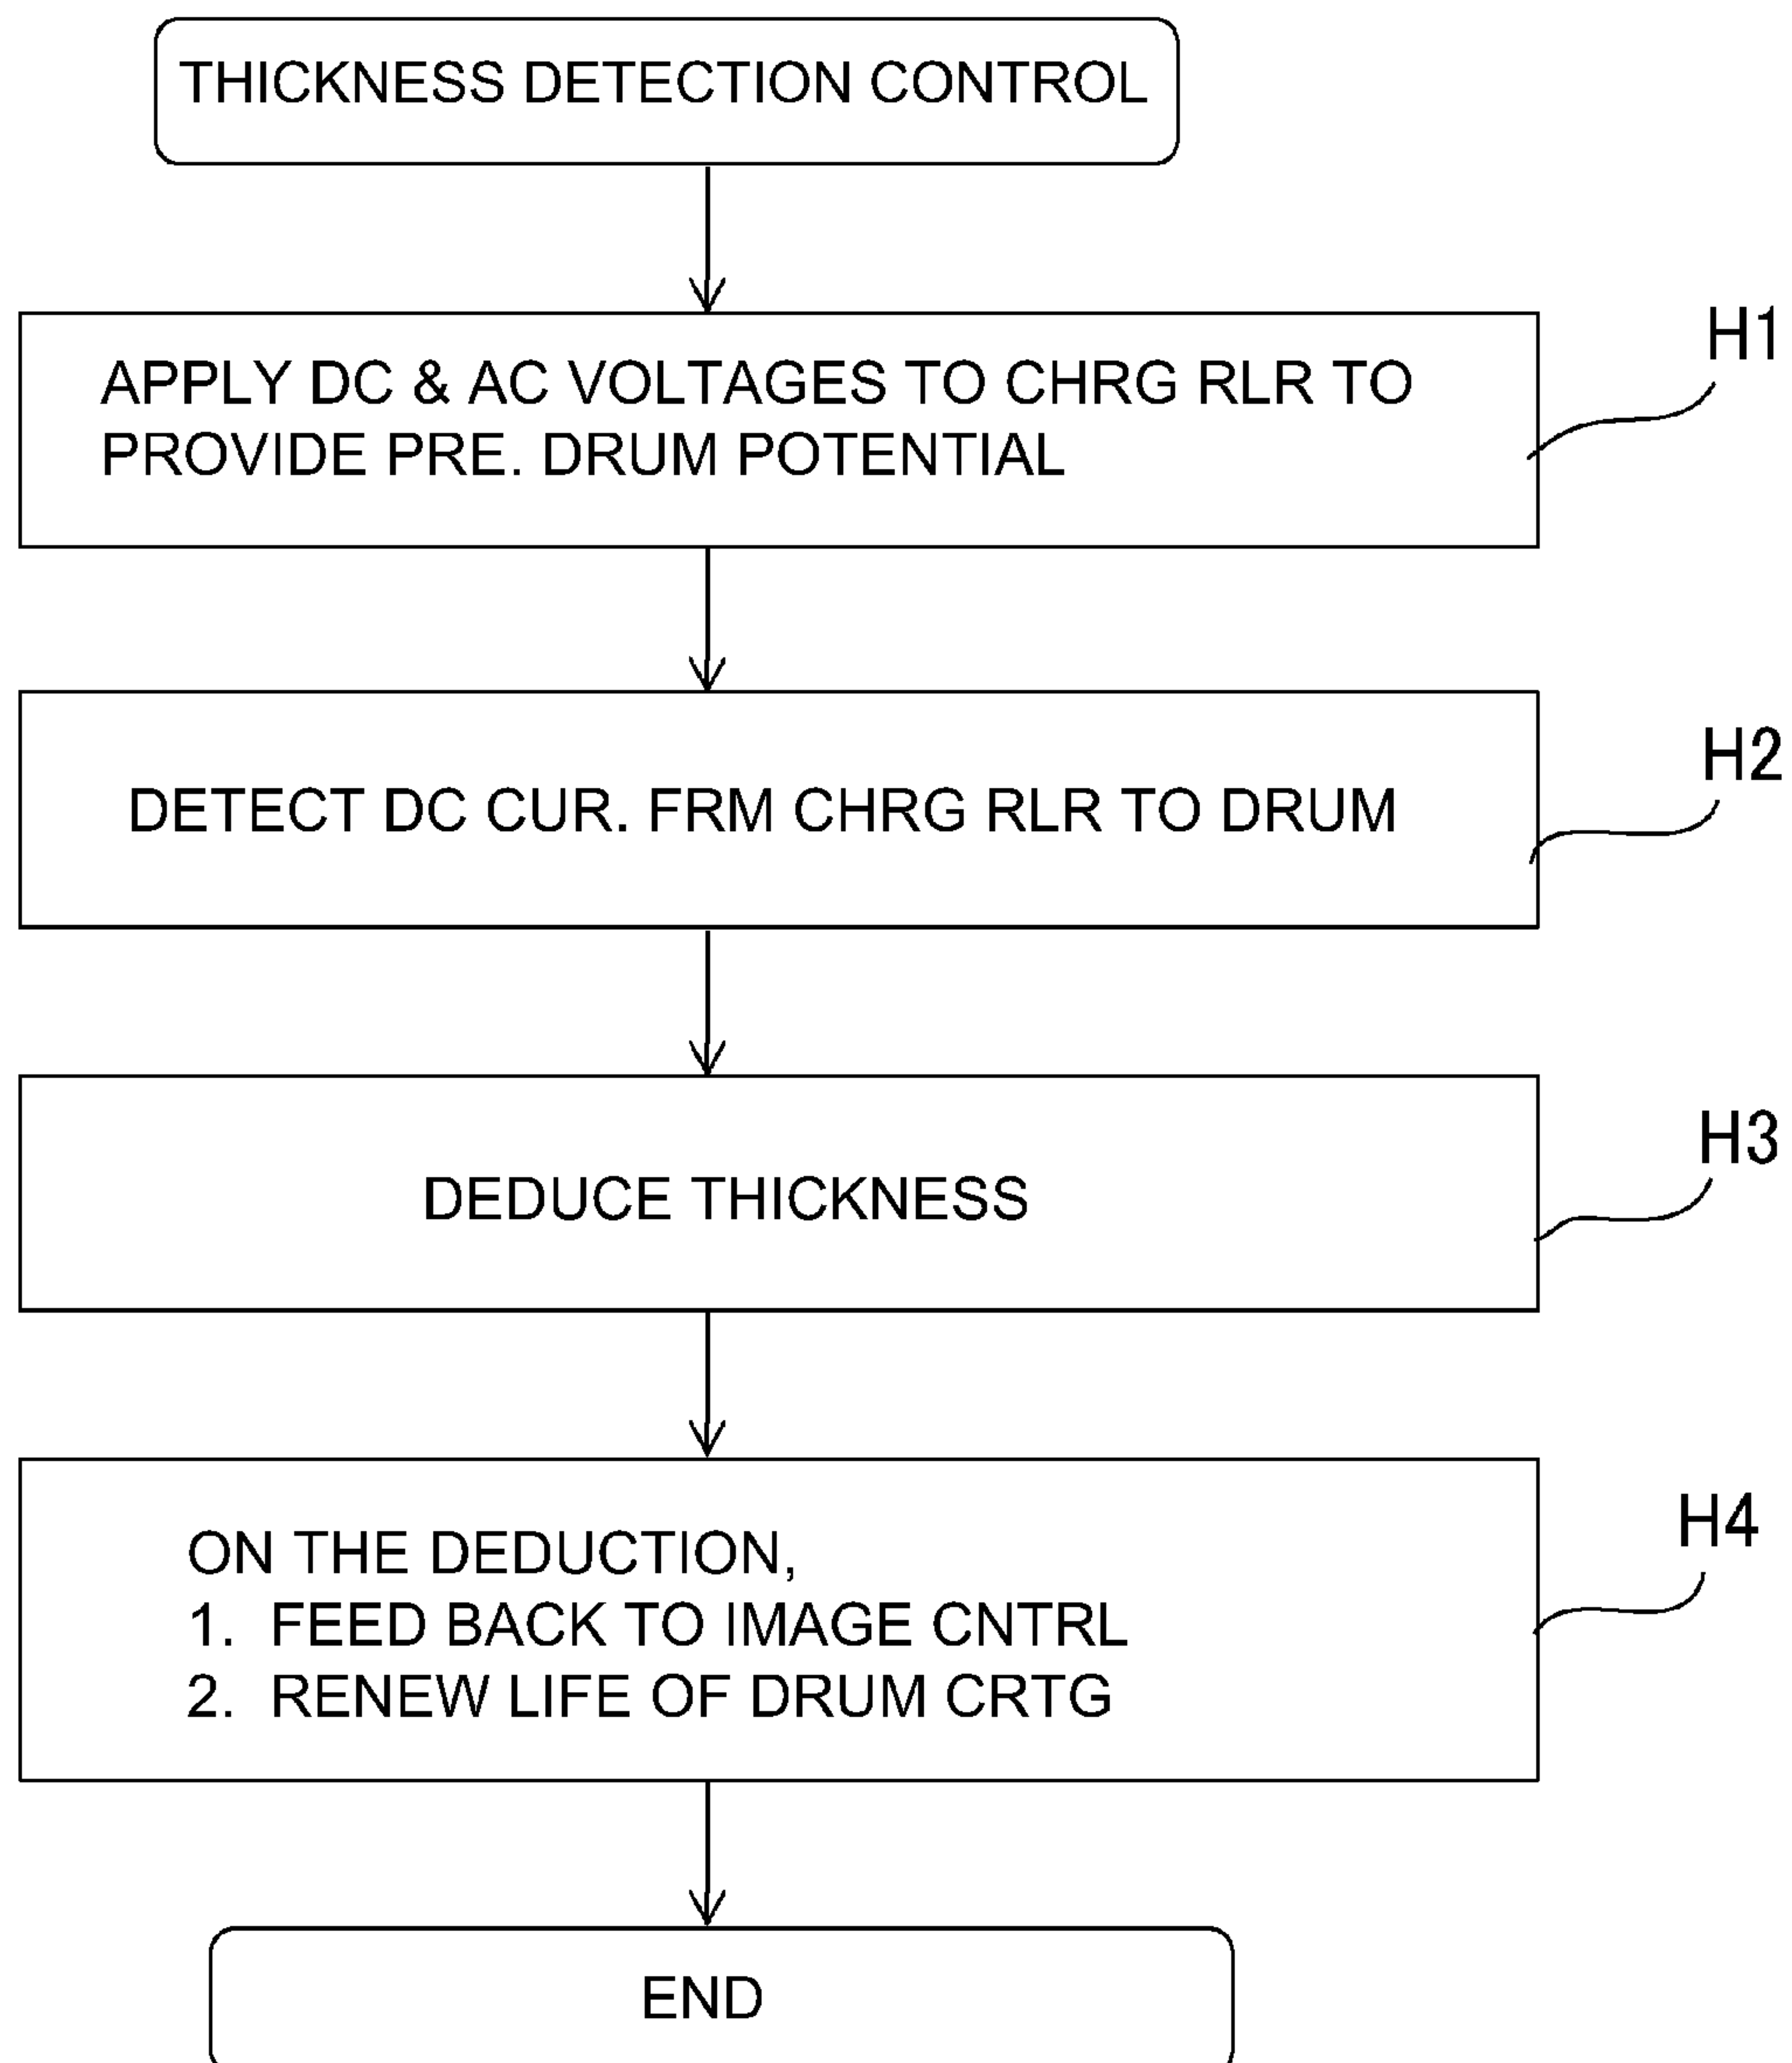 THICKNESS DETECTION CONTROL
H1
APPLY DC & AC VOLTAGES TO CHRG RLR TO
PROVIDE PRE. DRUM POTENTIAL
H2
DETECT DC CUR. FRM CHRG RLR TO DRUM
H3
DEDUCE THICKNESS
H4
ON THE DEDUCTION,
1. FEED BACK TO IMAGE CNTRL
2. RENEW LIFE OF DRUM CRTG
END